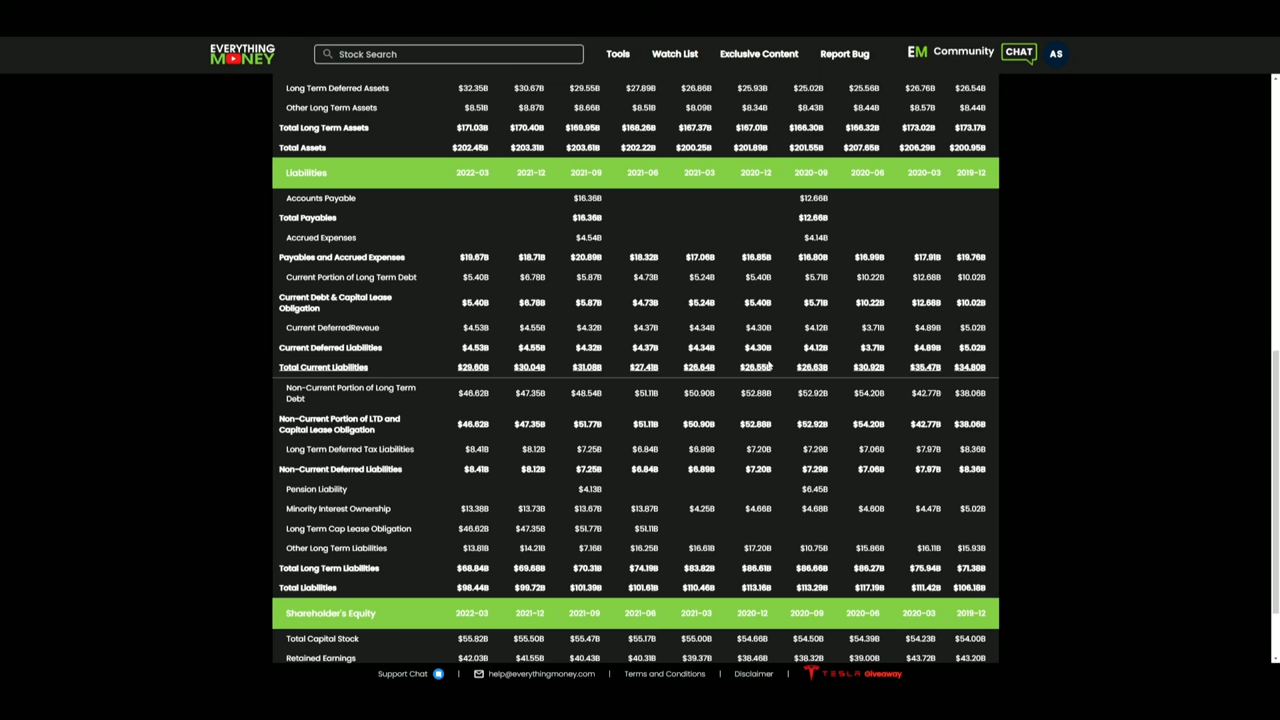 EVERYTHING MONEY Stock Search Tools Watch List Exclusive Content Report Bug EM Community CHAT AS
Long Term Deferred Assets $32.35B $30.67B $29.55B $27.89B $26.86B $25.93B $25.02B $25.56B $26.76B $26.54B
Other Long Term Assets $8.51B $8.87B $8.66B $8.51B $8.09B $8.34B $8.43B $8.44B $8.57B $8.44B
Total Long Term Assets $171.03B $170.40B $169.95B $168.26B $167.37B $167.01B $166.30B $166.32B $173.02B $173.17B
Total Assets $202.45B $203.31B $203.61B $202.22B $200.25B $201.89B $201.55B $207.65B $206.29B $200.95B
Liabilities 2022-03 2021-12 2021-09 2021-06 2021-03 2020-12 2020-09 2020-06 2020-03 2019-12
Accounts Payable $16.36B $12.66B
Total Payables $16.36B $12.66B
Accrued Expenses $4.54B $4.14B
Payables and Accrued Expenses $19.67B $18.71B $20.89B $18.32B $17.06B $16.85B $16.80B $16.99B $17.91B $19.76B
Current Portion of Long Term Debt $5.40B $6.78B $5.87B $4.73B $5.24B $5.40B $5.71B $10.22B $12.68B $10.02B
Current Debt & Capital Lease
Obligation $5.40B $6.78B $5.87B $4.73B $5.24B $5.40B $5.71B $10.22B $12.68B $10.02B
Current DeferredReveue $4.53B $4.55B $4.32B $4.37B $4.34B $4.30B $4.12B $3.71B $4.89B $5.02B
Current Deferred Liabilities $4.53B $4.55B $4.32B $4.37B $4.34B $4.30B $4.12B $3.71B $4.89B $5.02B
Total Current Liabilities $29.60B $30.04B $31.08B $27.41B $26.64B $26.55B $26.63B $30.92B $35.47B $34.80B
Non-Current Portion of Long Term
Debt $46.62B $47.35B $48.54B $51.11B $50.90B $52.88B $52.92B $54.20B $42.77B $38.06B
Non-Current Portion of LTD and
Capital Lease Obligation $46.62B $47.35B $51.77B $51.11B $50.90B $52.88B $52.92B $54.20B $42.77B $38.06B
Long Term Deferred Tax Liabilities $8.41B $8.12B $7.25B $6.84B $6.89B $7.20B $7.29B $7.06B $7.97B $8.36B
Non-Current Deferred Liabilities $8.41B $8.12B $7.25B $6.84B $6.89B $7.20B $7.29B $7.06B $7.97B $8.36B
Pension Liability $4.13B $6.45B
Minority Interest Ownership $13.38B $13.73B $13.67B $13.87B $4.25B $4.66B $4.68B $4.60B $4.47B $5.02B
Long Term Cap Lease Obligation $46.62B $47.35B $51.77B $51.11B
Other Long Term Liabilities $13.81B $14.21B $7.16B $16.25B $16.61B $17.20B $10.75B $15.86B $16.11B $15.93B
Total Long Term Liabilities $68.84B $69.68B $70.31B $74.19B $83.82B $86.61B $86.66B $86.27B $75.94B $71.38B
Total Liabilities $98.44B $99.72B $101.39B $101.61B $110.46B $113.16B $113.29B $117.19B $111.42B $106.18B
Shareholder's Equity 2022-03 2021-12 2021-09 2021-06 2021-03 2020-12 2020-09 2020-06 2020-03 2019-12
Total Capital Stock $55.82B $55.50B $55.47B $55.17B $55.00B $54.66B $54.50B $54.39B $54.23B $54.00B
Retained Earnings $42.03B $41.55B $40.43B $40.31B $39.37B $38.46B $38.32B $39.00B $43.72B $43.20B
Support Chat | help@everythingmoney.com | Terms and Conditions | Disclaimer | TESLA Giveaway